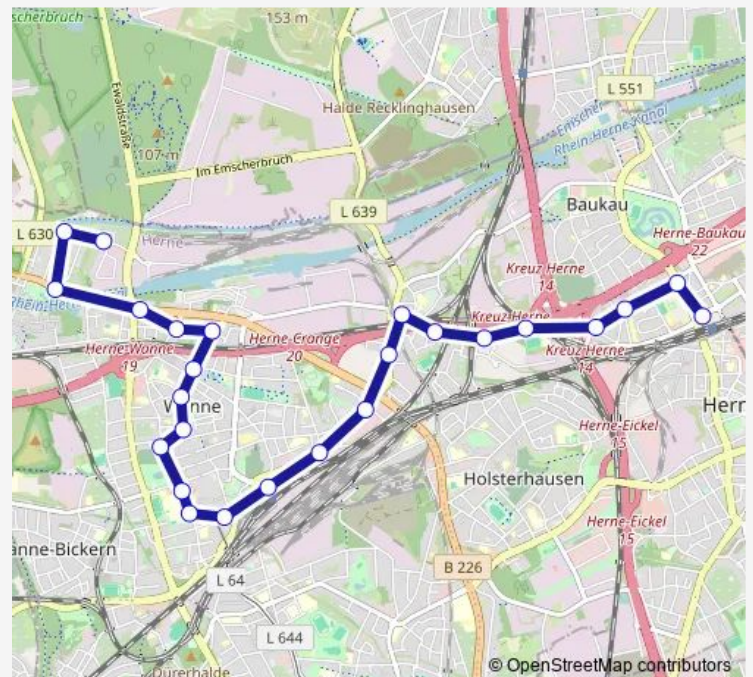 scherbruch
153 m
Ewaldstraße
L 551
Halde Recklinghausen
Emscher
Rhein-Herne-Kanal
107 m
Im Emscherbruch
L 639
Baukau
L 630
Herne
Herne-Baukau
22
Kreuz Herne
14
Rhein-Her
Kreuz-Herne
Herne-Wanne
19
Herne-Crange
20
Kreuz Herne
14
W nne
Herr
Herne-Eickel
15
Holsterhausen
Herne-Eickel
15
anne-Bickern
B 226
L 64
L 644
Dürerhalde
© OpenStreetMap contributors